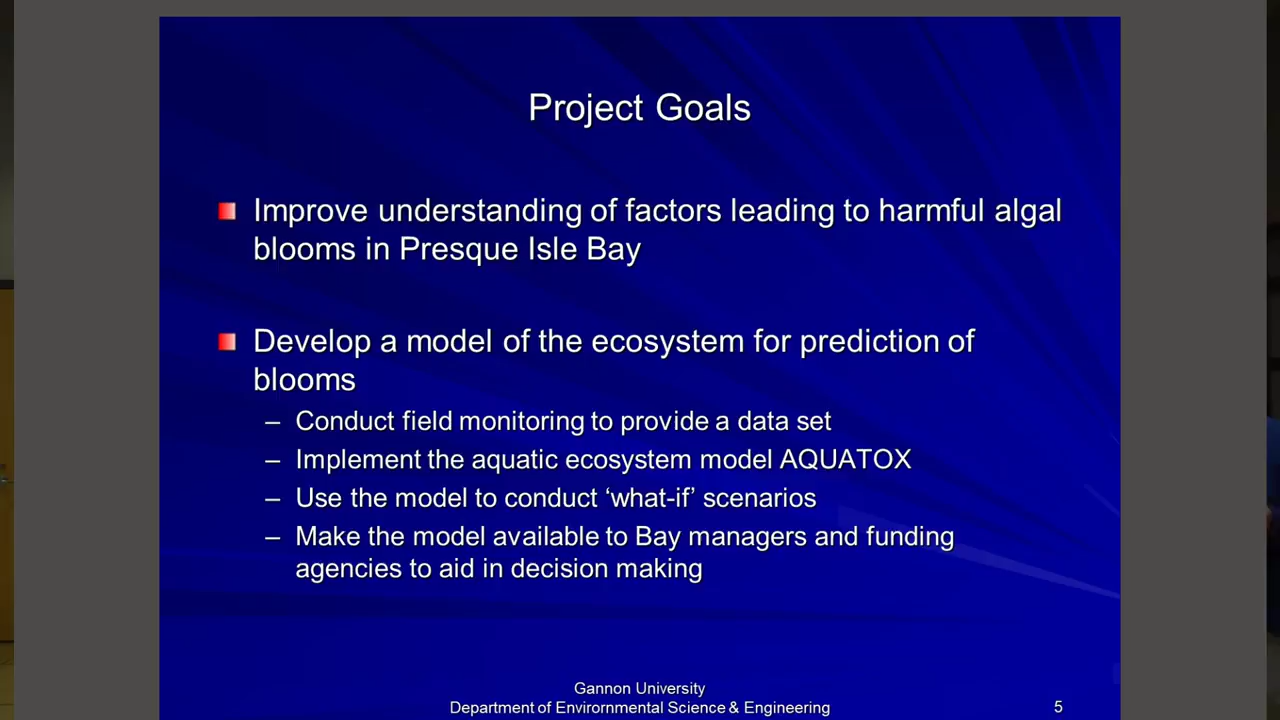 Project Goals
Improve understanding of factors leading to harmful algal
blooms in Presque Isle Bay
Develop a model of the ecosystem for prediction of
blooms
– Conduct field monitoring to provide a data set
– Implement the aquatic ecosystem model AQUATOX
– Use the model to conduct ‘what-if’ scenarios
– Make the model available to Bay managers and funding
agencies to aid in decision making
Gannon University
Department of Envirornmental Science & Engineering
5